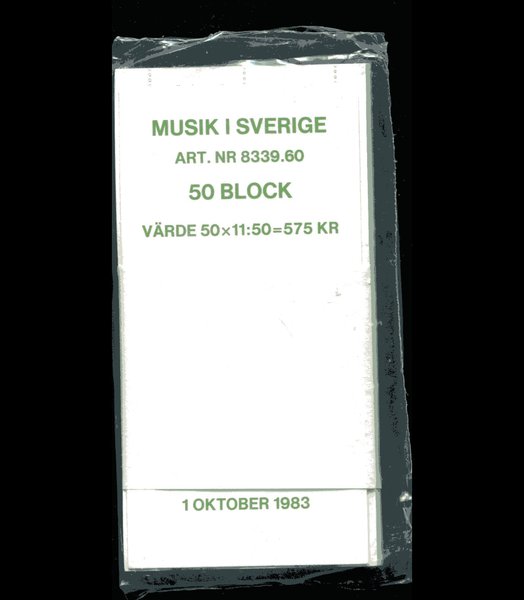 MUSIK I SVERIGE
ART. NR 8339.60
50 BLOCK
VÄRDE 50×11:50=575 KR
1 OKTOBER 1983